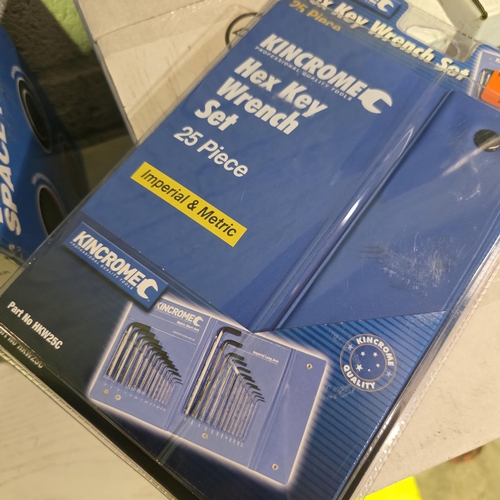 Hex Key Wrench Set
25 Piece
KINCROME
PROFESSIONAL QUALITY TOOLS
Hex Key
Wrench
Set
25 Piece
Imperial & Metric
KINCROME
Part No HKW25C
KINCROME
KINCROME
QUALITY
SPACE